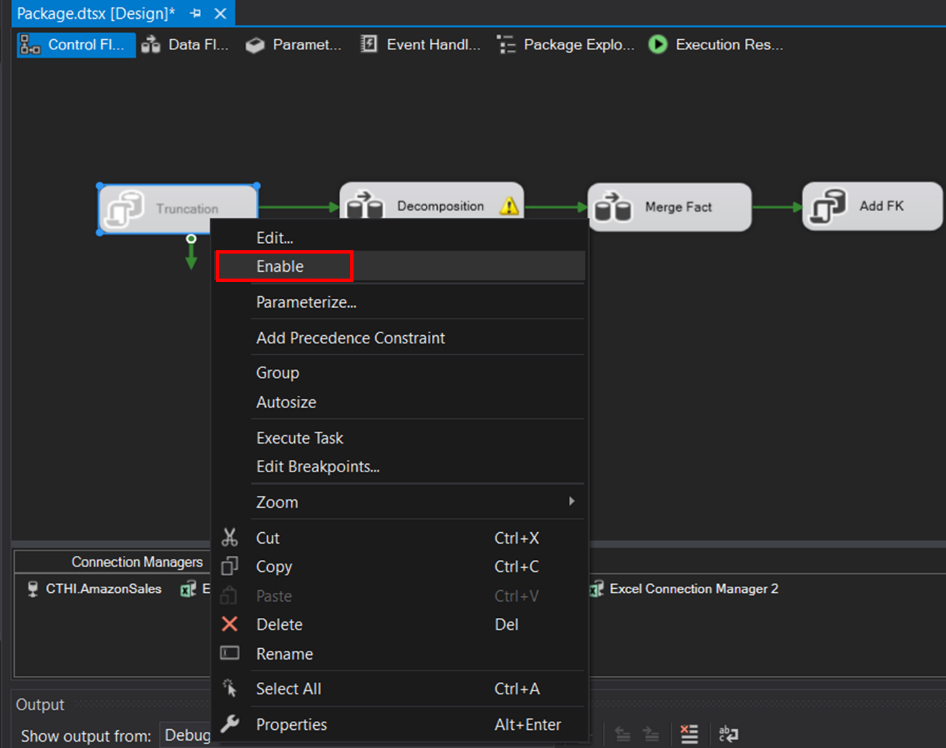 Package.dtsx [Design]*
Control Fl... Data Fl... Paramet... Event Handl... Package Explo... Execution Res...
Truncation Decomposition Merge Fact Add FK
Edit...
Enable
Parameterize...
Add Precedence Constraint
Group
Autosize
Execute Task
Edit Breakpoints...
Zoom
Cut Ctrl+X
Copy Ctrl+C
Paste Ctrl+V
Delete Del
Rename
Select All Ctrl+A
Properties Alt+Enter
Connection Managers
CTHI.AmazonSales E Excel Connection Manager 2
Output
Show output from: Debug